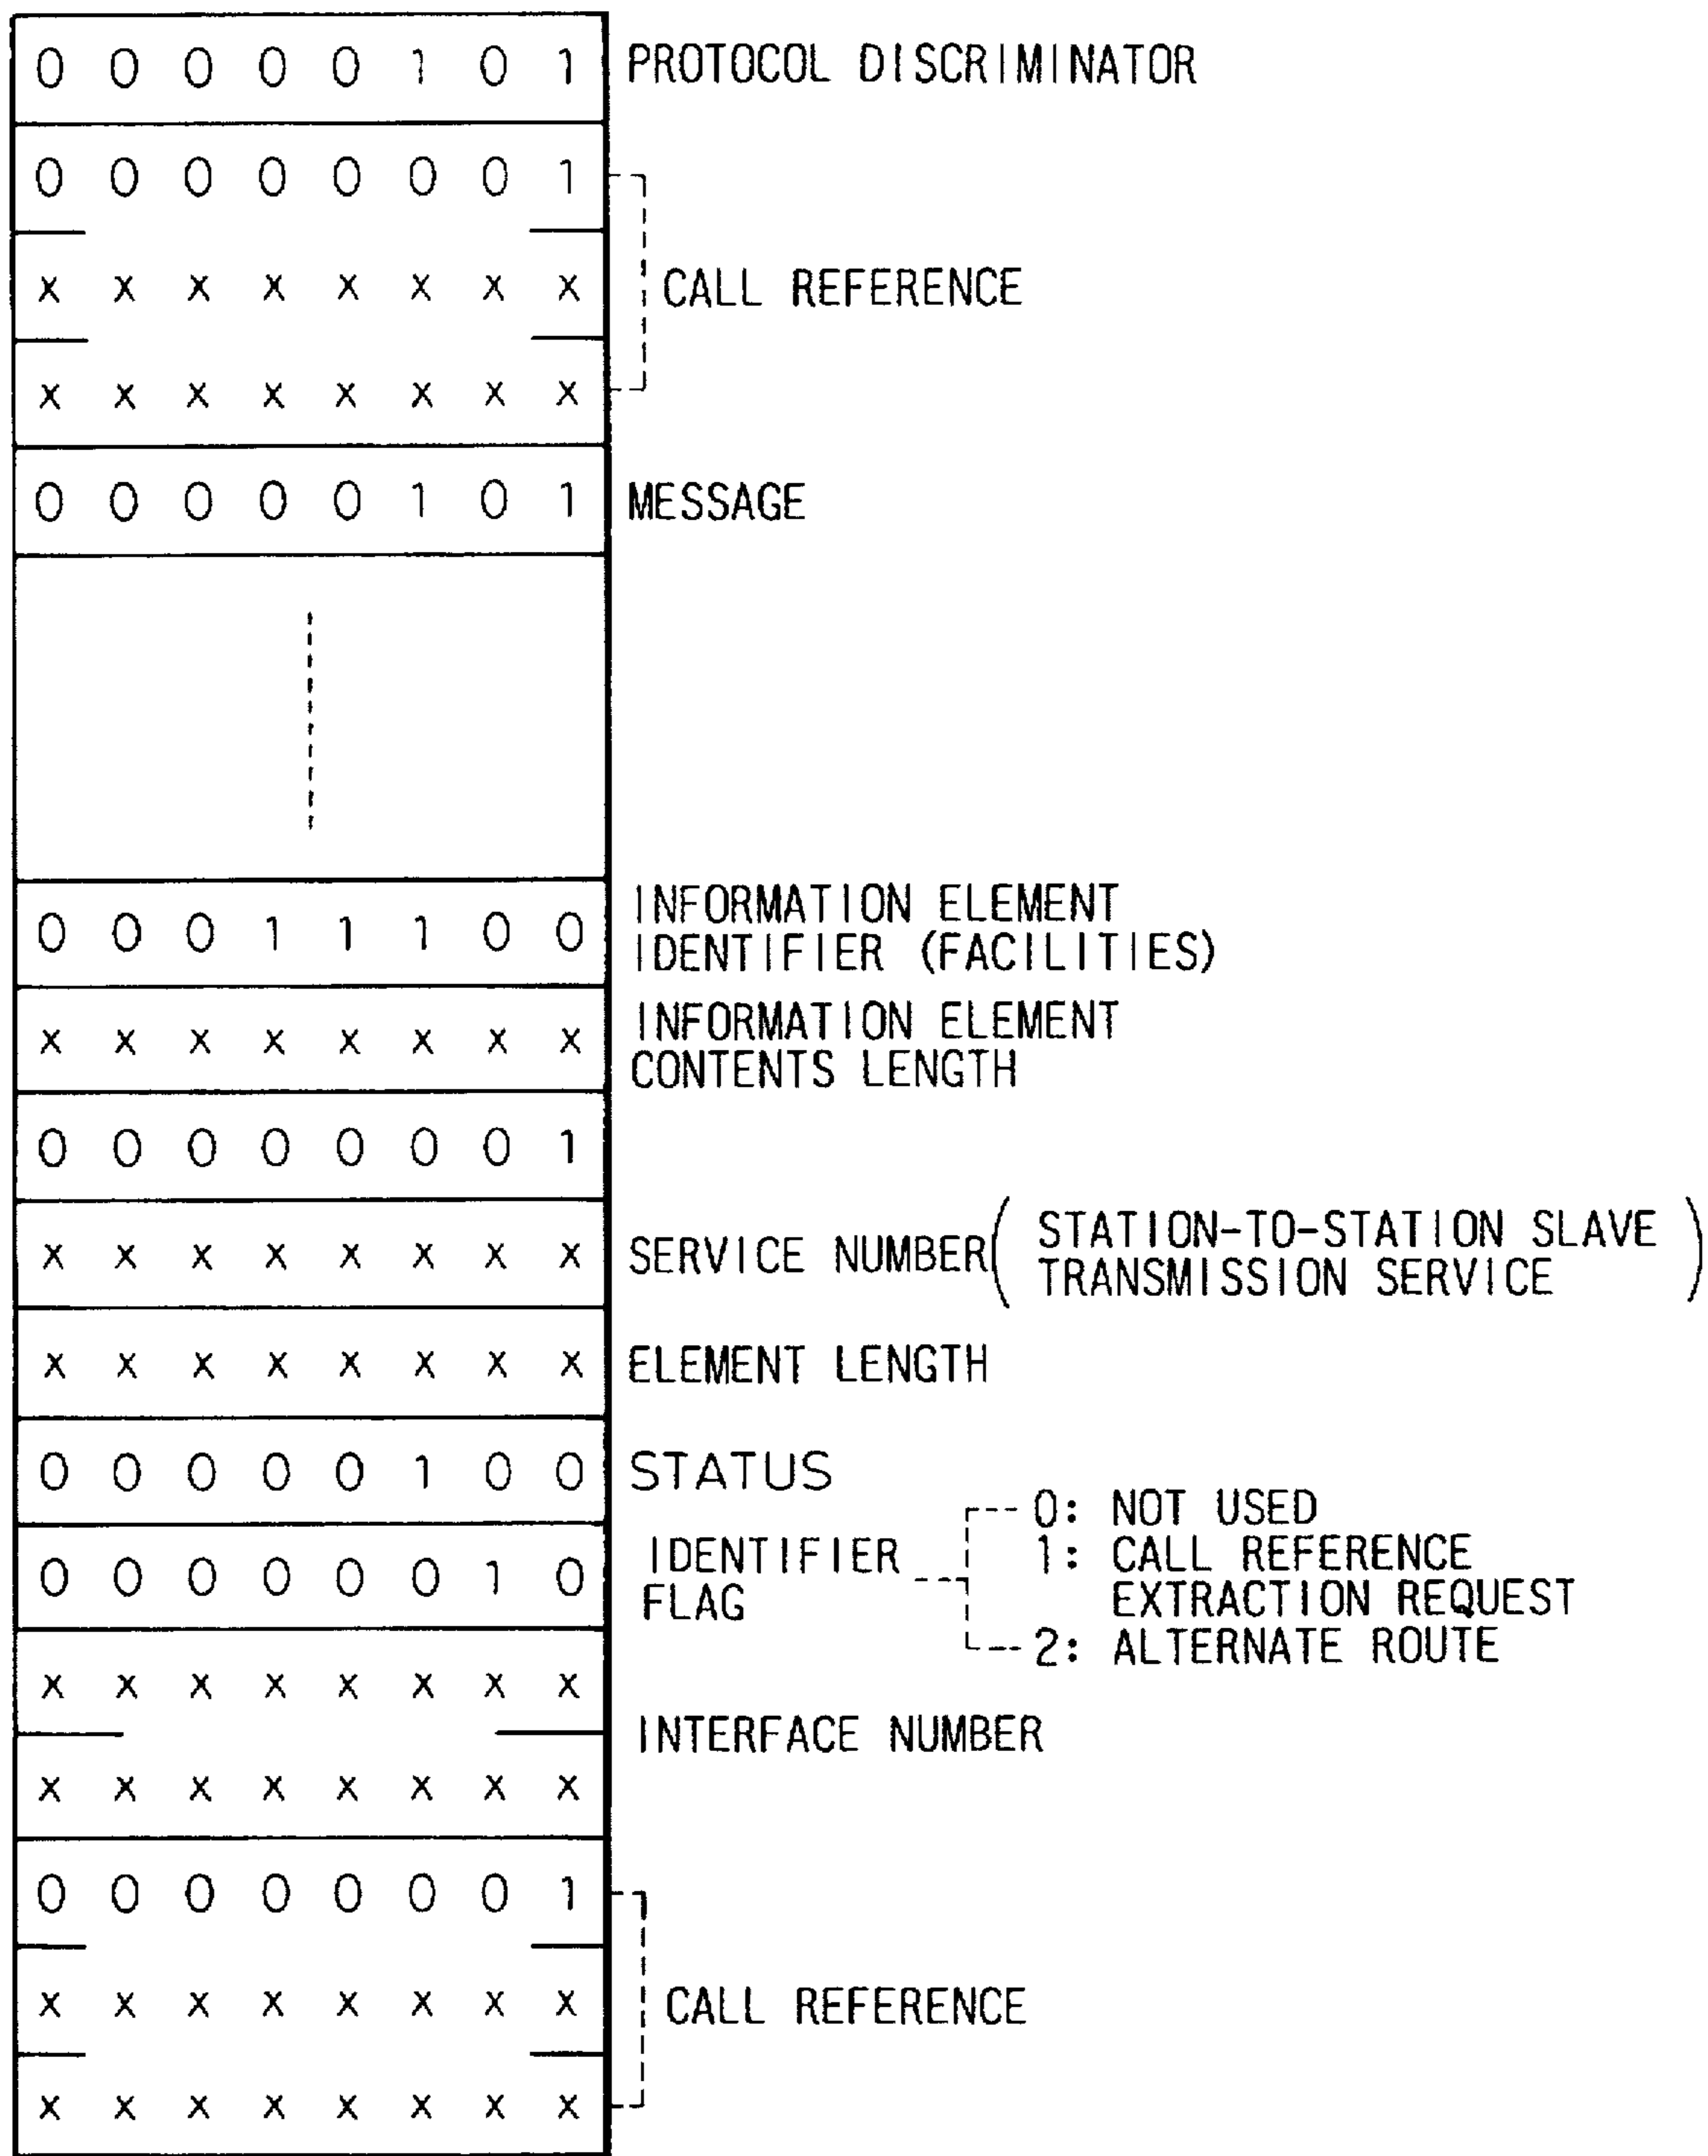 0 0 0 0 0 1 0 1 PROTOCOL DISCRIMINATOR
0 0 0 0 0 0 0 1
x x x x x x x x CALL REFERENCE
x x x x x x x x
0 0 0 0 0 1 0 1 MESSAGE
0 0 0 1 1 1 0 0 INFORMATION ELEMENT
IDENTIFIER (FACILITIES)
x x x x x x x x INFORMATION ELEMENT
CONTENTS LENGTH
0 0 0 0 0 0 0 1
x x x x x x x x SERVICE NUMBER ( STATION-TO-STATION SLAVE
TRANSMISSION SERVICE )
x x x x x x x x ELEMENT LENGTH
0 0 0 0 0 1 0 0 STATUS
0 0 0 0 0 0 1 0 IDENTIFIER
FLAG
0: NOT USED
1: CALL REFERENCE
EXTRACTION REQUEST
2: ALTERNATE ROUTE
x x x x x x x x
INTERFACE NUMBER
x x x x x x x x
0 0 0 0 0 0 0 1
x x x x x x x x CALL REFERENCE
x x x x x x x x